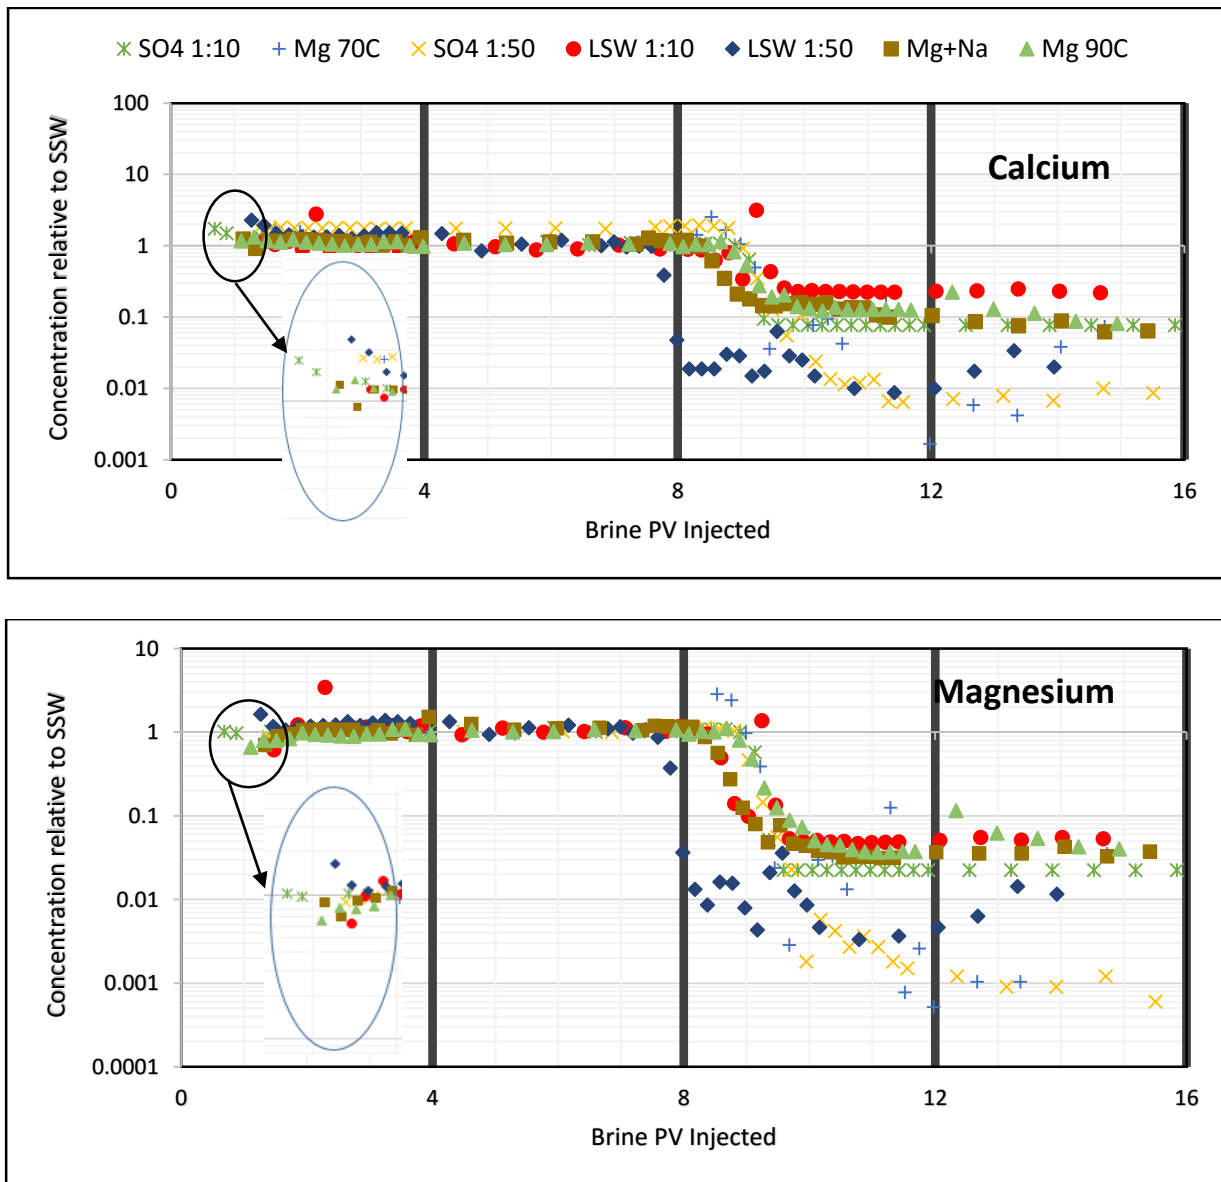 SO4 1:10 Mg 70C SO4 1:50 LSW 1:10 LSW 1:50 Mg+Na Mg 90C
Concentration relative to SSW
100
10
1
0.1
0.01
0.001
Calcium
0 4 8 12 16
Brine PV Injected
Concentration relative to SSW
10
1
0.1
0.01
0.001
0.0001
Magnesium
0 4 8 12 16
Brine PV Injected